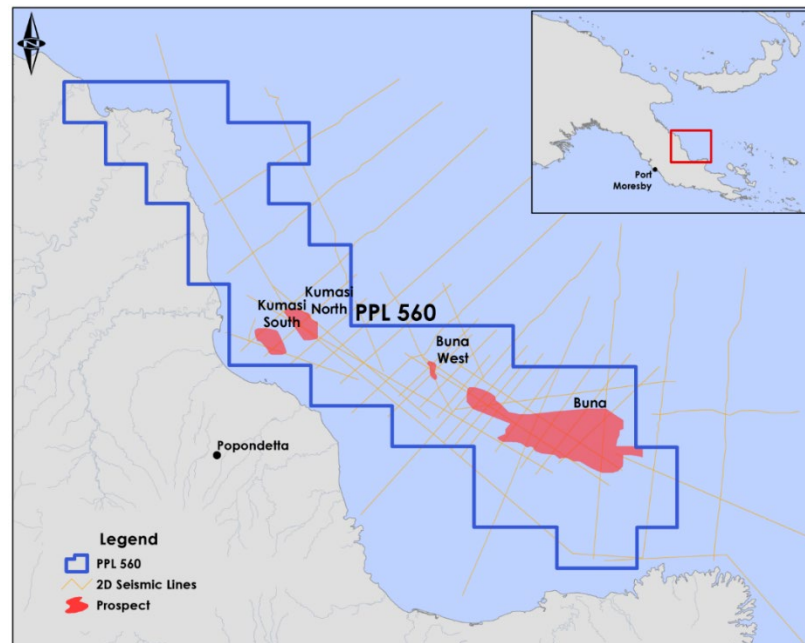 N
Port
Moresby
Kumasi
North
Kumasi
South
PPL 560
Buna
West
Buna
Popondetta
Legend
PPL 560
2D Seismic Lines
Prospect